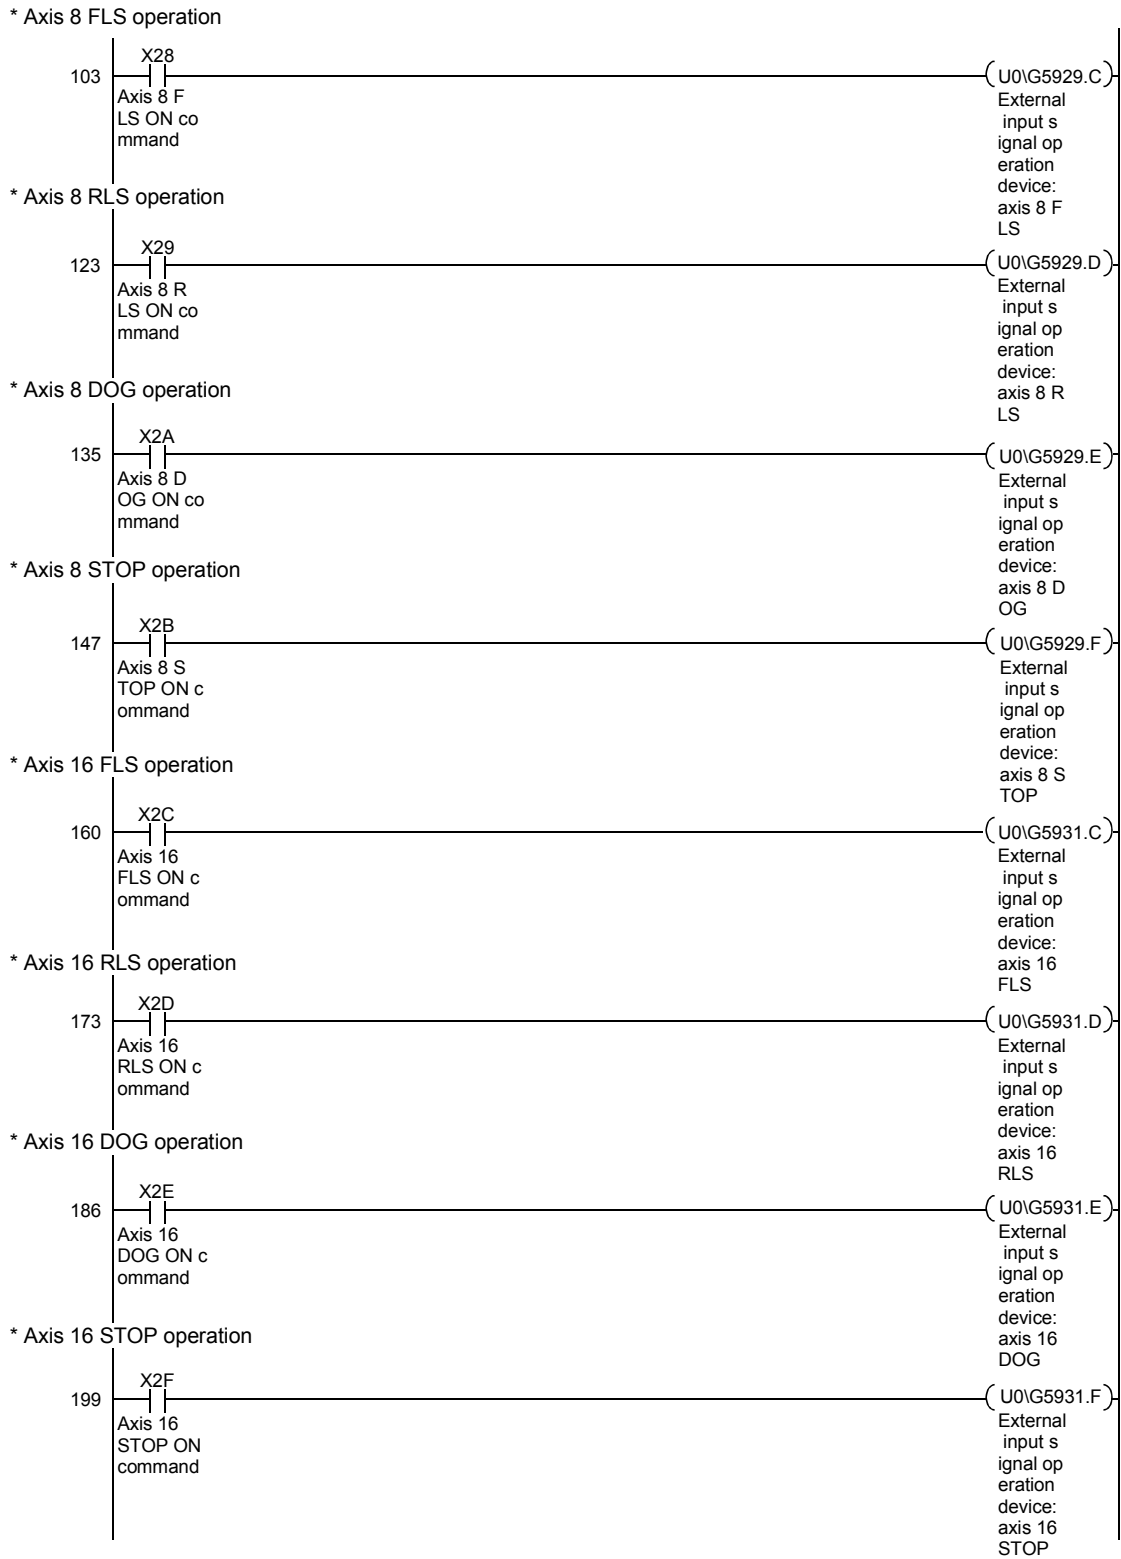 * Axis 8 FLS operation
X28
103
U0\G5929.C
Axis 8 F
LS ON co
mmand
External
input s
ignal op
eration
device:
axis 8 F
LS
* Axis 8 RLS operation
X29
123
U0\G5929.D
Axis 8 R
LS ON co
mmand
External
input s
ignal op
eration
device:
axis 8 R
LS
* Axis 8 DOG operation
X2A
135
U0\G5929.E
Axis 8 D
OG ON co
mmand
External
input s
ignal op
eration
device:
axis 8 D
OG
* Axis 8 STOP operation
X2B
147
U0\G5929.F
Axis 8 S
TOP ON c
ommand
External
input s
ignal op
eration
device:
axis 8 S
TOP
* Axis 16 FLS operation
X2C
160
U0\G5931.C
Axis 16
FLS ON c
ommand
External
input s
ignal op
eration
device:
axis 16
FLS
* Axis 16 RLS operation
X2D
173
U0\G5931.D
Axis 16
RLS ON c
ommand
External
input s
ignal op
eration
device:
axis 16
RLS
* Axis 16 DOG operation
X2E
186
U0\G5931.E
Axis 16
DOG ON c
ommand
External
input s
ignal op
eration
device:
axis 16
DOG
* Axis 16 STOP operation
X2F
199
U0\G5931.F
Axis 16
STOP ON
command
External
input s
ignal op
eration
device:
axis 16
STOP